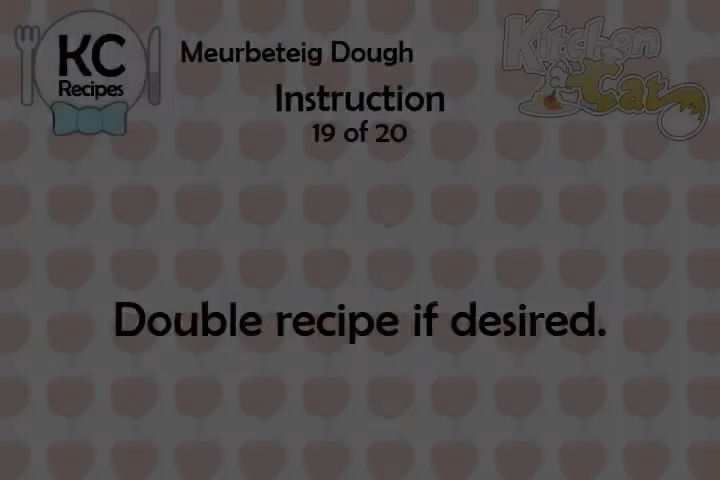 KC
Recipes
Meurbeteig Dough
Instruction
19 of 20
Kitchen
Cat
Double recipe if desired.